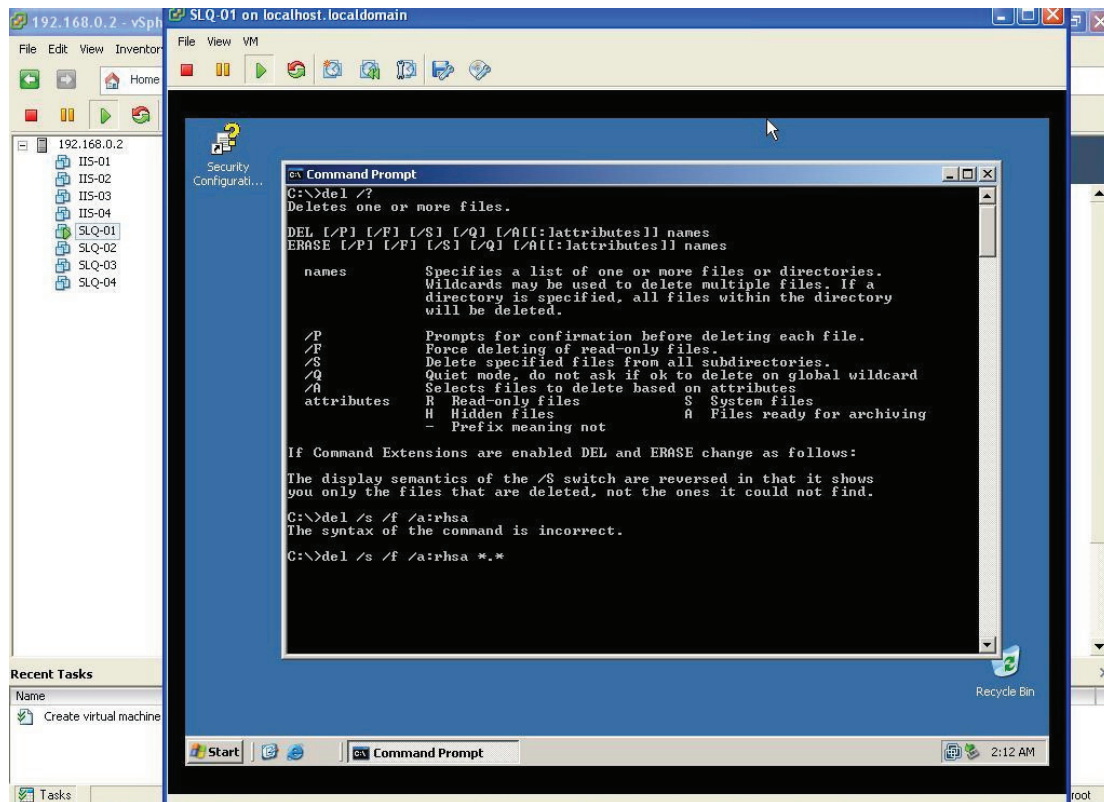 192.168.0.2 - vSph
File Edit View Inventor
Home
192.168.0.2
IIS-01
IIS-02
IIS-03
IIS-04
SLQ-01
SLQ-02
SLQ-03
SLQ-04
Recent Tasks
Name
Create virtual machine
Tasks
SLQ-01 on localhost.localdomain
File View VM
Security
Configurati...
Command Prompt
C:\>del /?
Deletes one or more files.
DEL [/P] [/F] [/S] [/Q] [/A[[:]attributes]] names
ERASE [/P] [/F] [/S] [/Q] [/A[[:]attributes]] names
names Specifies a list of one or more files or directories.
Wildcards may be used to delete multiple files. If a
directory is specified, all files within the directory
will be deleted.
/P Prompts for confirmation before deleting each file.
/F Force deleting of read-only files.
/S Delete specified files from all subdirectories.
/Q Quiet mode, do not ask if ok to delete on global wildcard
/A Selects files to delete based on attributes
attributes R Read-only files S System files
H Hidden files A Files ready for archiving
- Prefix meaning not
If Command Extensions are enabled DEL and ERASE change as follows:
The display semantics of the /S switch are reversed in that it shows
you only the files that are deleted, not the ones it could not find.
C:\>del /s /f /a:rhsa
The syntax of the command is incorrect.
C:\>del /s /f /a:rhsa *.*
Recycle Bin
Start
Command Prompt
2:12 AM
root